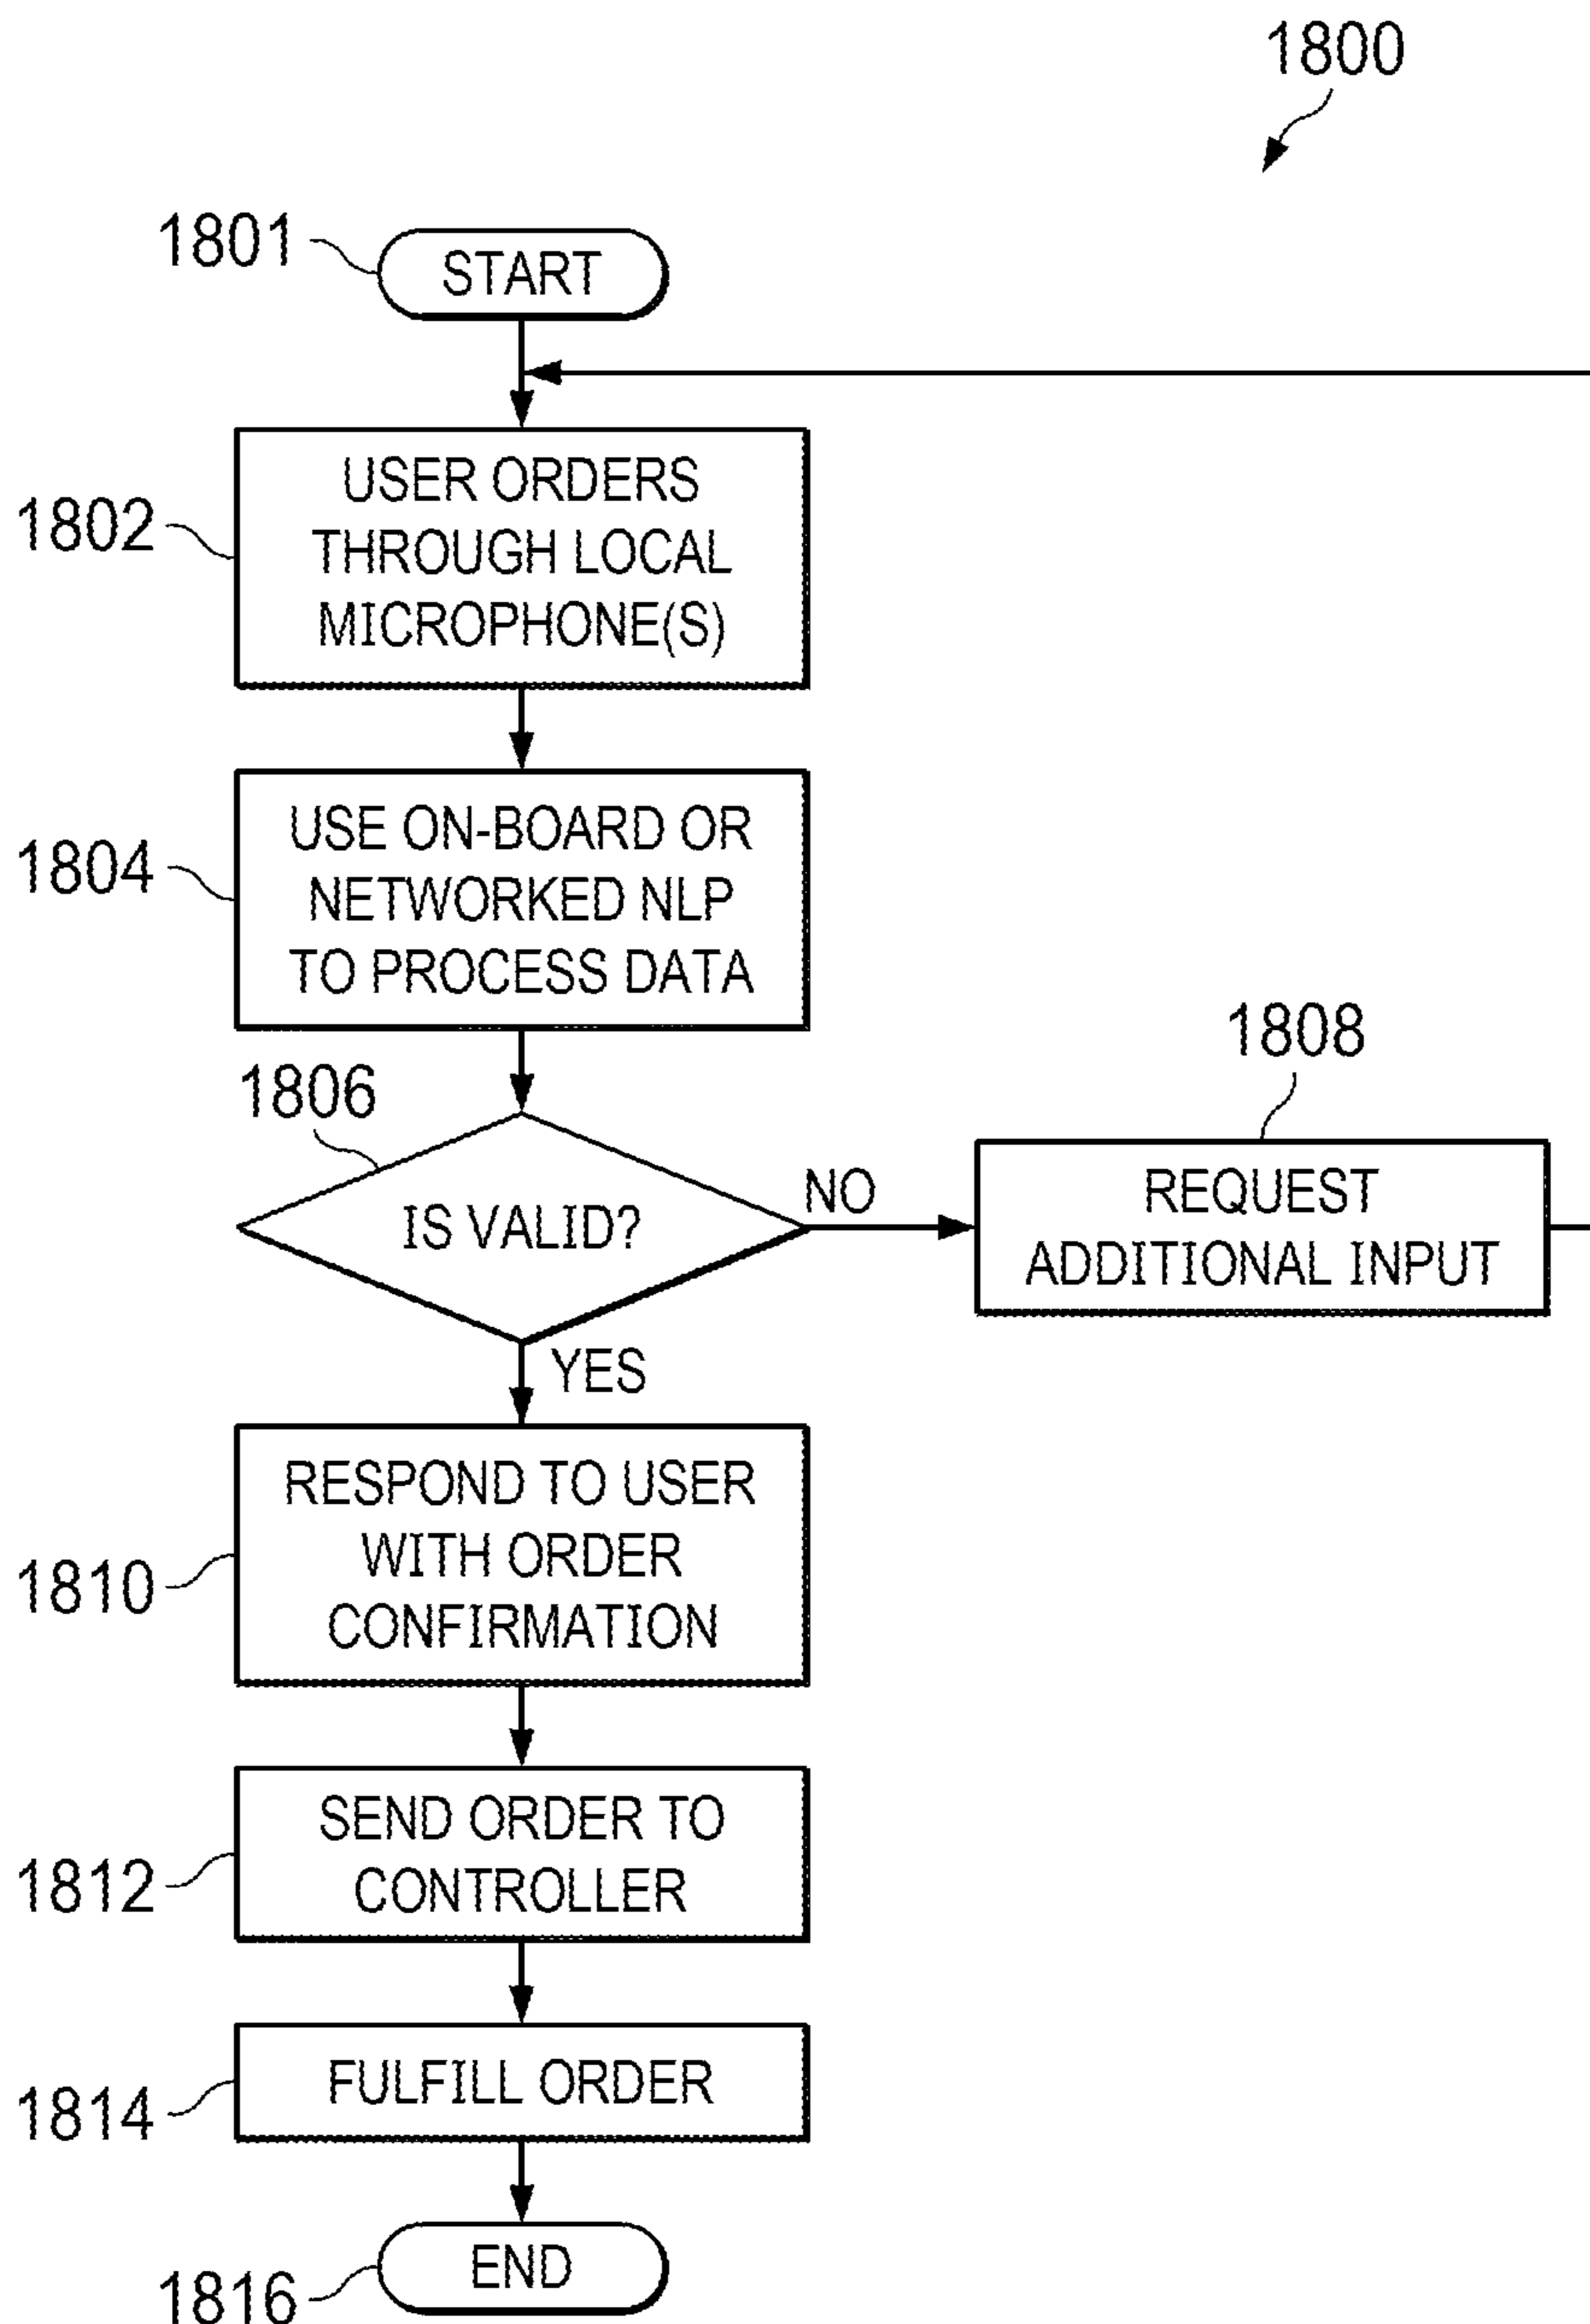 1800
1801
START
1802
USER ORDERS
THROUGH LOCAL
MICROPHONE(S)
1804
USE ON-BOARD OR
NETWORKED NLP
TO PROCESS DATA
1806
IS VALID?
NO
1808
REQUEST
ADDITIONAL INPUT
YES
1810
RESPOND TO USER
WITH ORDER
CONFIRMATION
1812
SEND ORDER TO
CONTROLLER
1814
FULFILL ORDER
1816
END